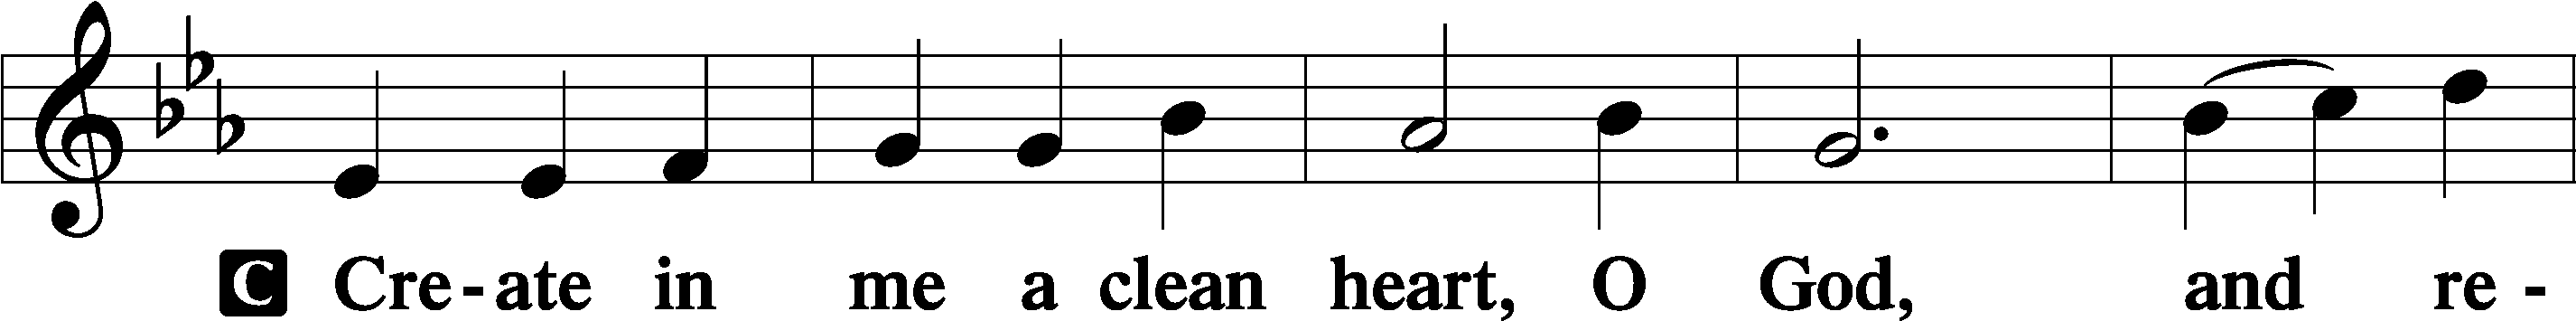 C Cre - ate in me a clean heart, O God, and re -